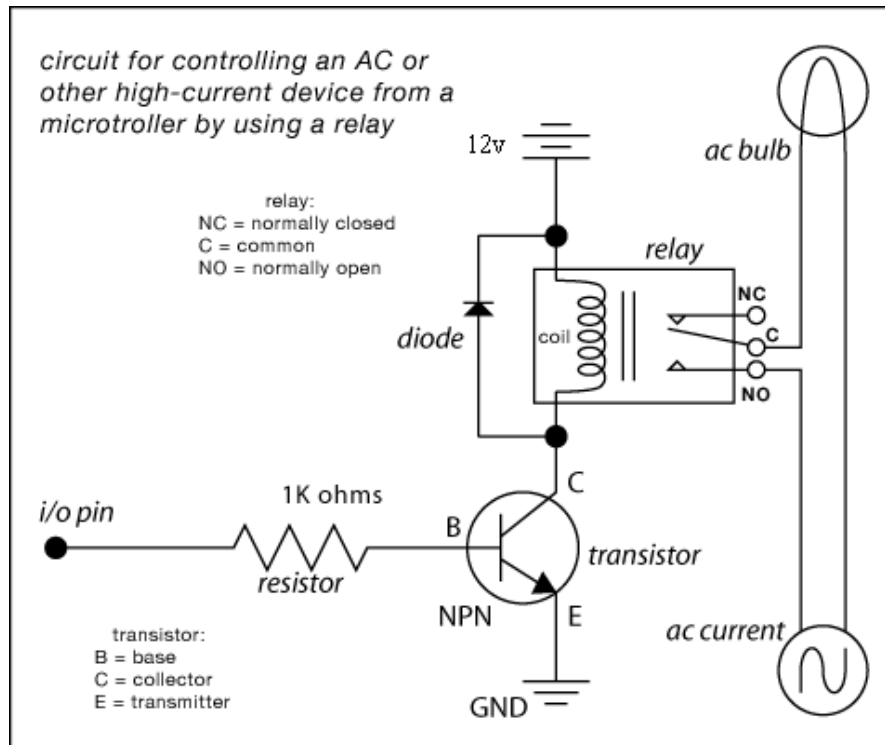 circuit for controlling an AC or
other high-current device from a
microtroller by using a relay
12v
ac bulb
relay:
NC = normally closed
C = common
NO = normally open
relay
NC
C
NO
diode
coil
i/o pin
1K ohms
resistor
B
C
E
NPN
transistor
GND
ac current
transistor:
B = base
C = collector
E = transmitter